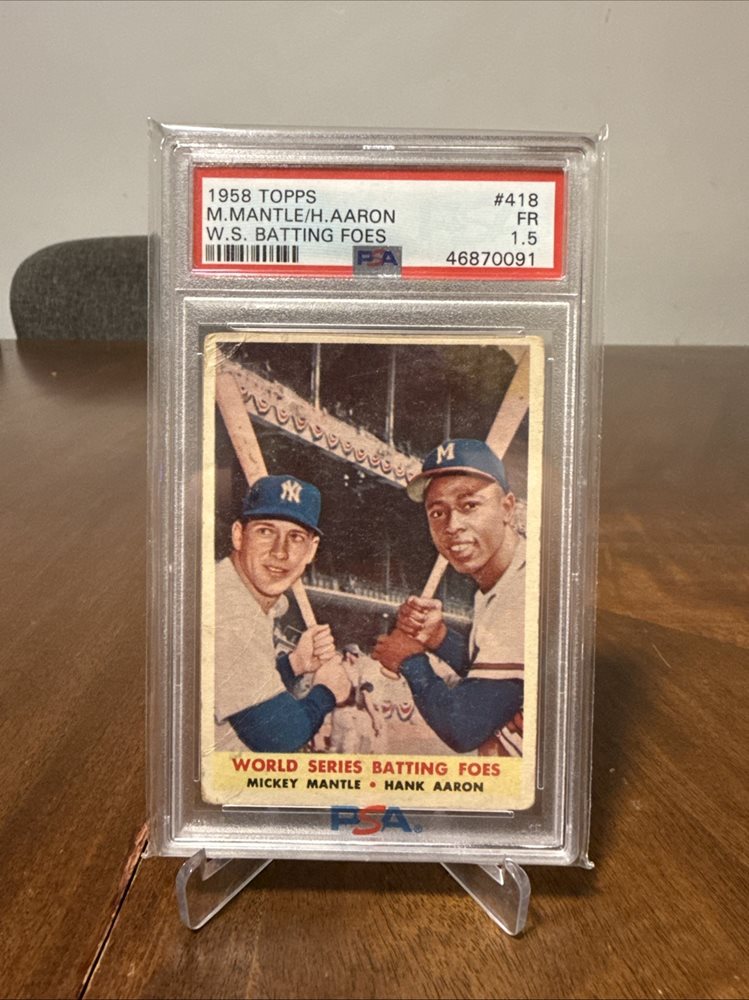 1958 TOPPS #418
M.MANTLE/H.AARON FR
W.S. BATTING FOES 1.5
PSA 46870091
NY
M
WORLD SERIES BATTING FOES
MICKEY MANTLE • HANK AARON
PSA®